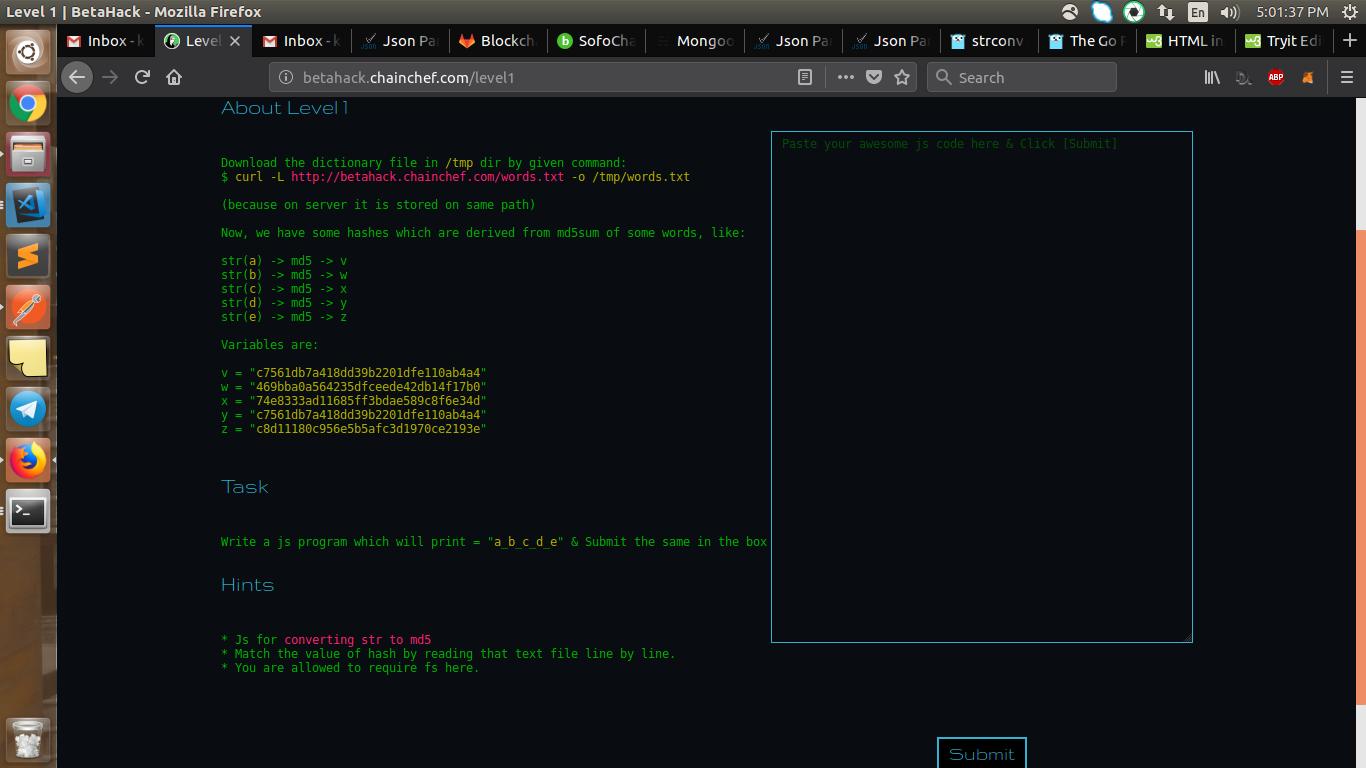 Level 1 | BetaHack - Mozilla Firefox
En
5:01:37 PM
Inbox - k
Level
Inbox - k
Json Pa
Blockch
SofoCha
Mongoo
Json Pa
Json Pa
strconv
The Go P
HTML in
Tryit Edi
betahack.chainchef.com/level1
Search
ABP
About Level 1
Paste your awesome js code here & Click [Submit]
Download the dictionary file in /tmp dir by given command:
$ curl -L http://betahack.chainchef.com/words.txt -o /tmp/words.txt
(because on server it is stored on same path)
Now, we have some hashes which are derived from md5sum of some words, like:
str(a) -> md5 -> v
str(b) -> md5 -> w
str(c) -> md5 -> x
str(d) -> md5 -> y
str(e) -> md5 -> z
Variables are:
v = "c7561db7a418dd39b2201dfe110ab4a4"
w = "469bba0a564235dfceede42db14f17b0"
x = "74e8333ad11685ff3bdae589c8f6e34d"
y = "c7561db7a418dd39b2201dfe110ab4a4"
z = "c8d11180c956e5b5afc3d1970ce2193e"
Task
Write a js program which will print = "a_b_c_d_e" & Submit the same in the box
Hints
* Js for converting str to md5
* Match the value of hash by reading that text file line by line.
* You are allowed to require fs here.
Submit